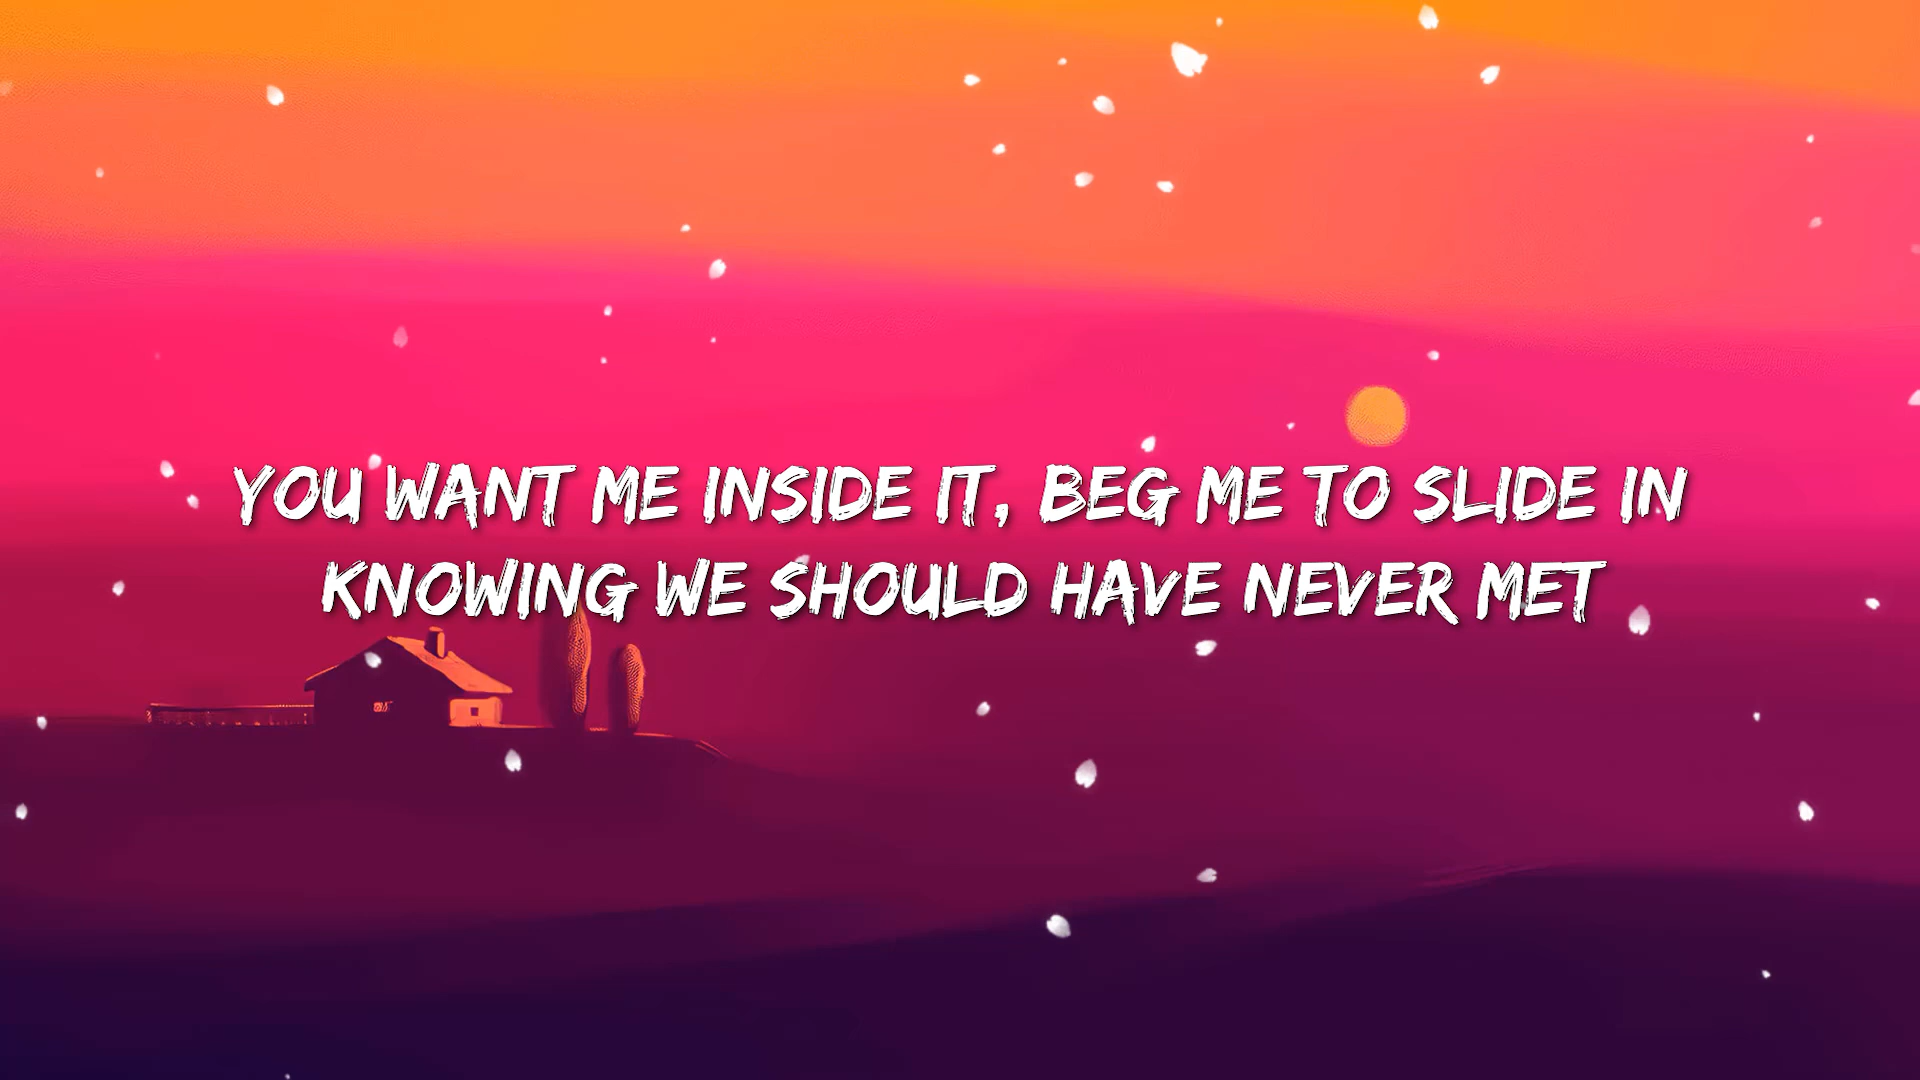 YOU WANT ME INSIDE IT, BEG ME TO SLIDE IN
KNOWING WE SHOULD HAVE NEVER MET